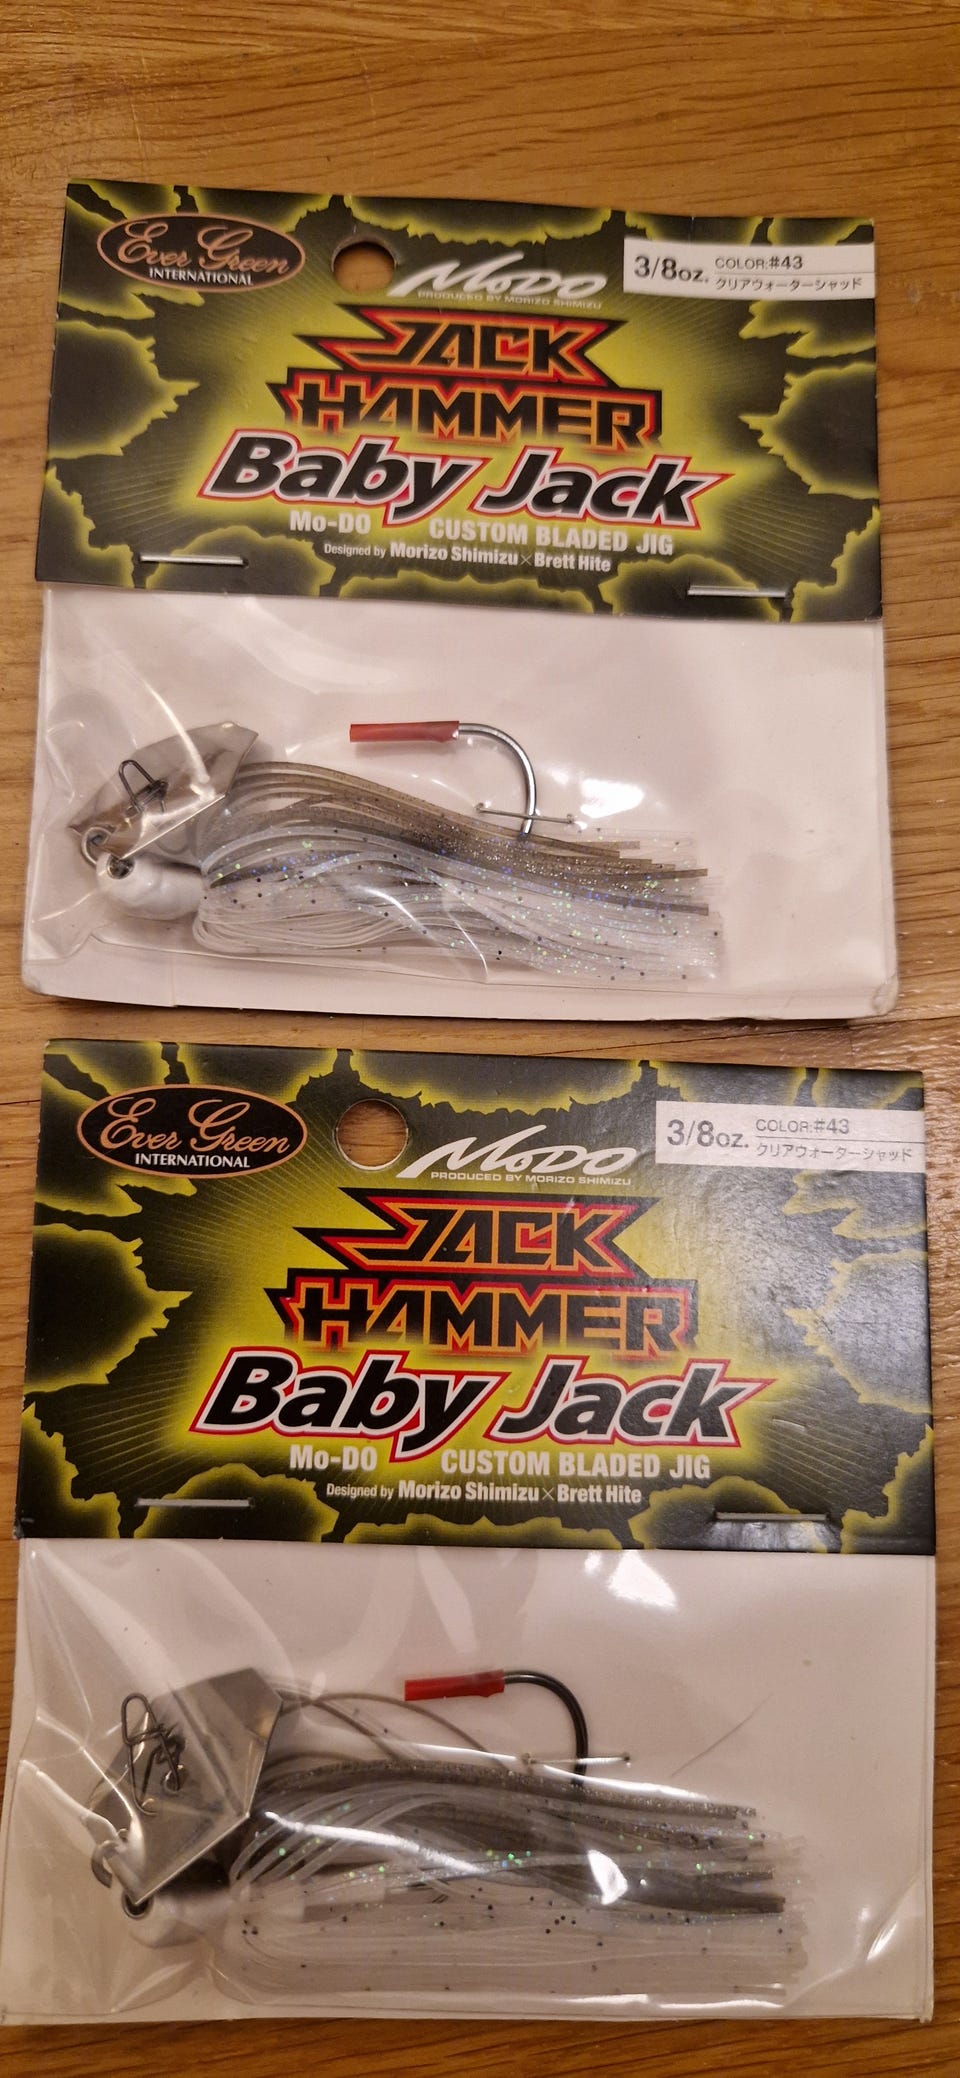 Ever Green
INTERNATIONAL
MoDO
PRODUCED BY MORIZO SHIMIZU
3/8oz.
COLOR:#43
クリアウォーターシャッド
JACK
HAMMER
Baby Jack
Mo-DO CUSTOM BLADED JIG
Designed by Morizo Shimizu×Brett Hite
Ever Green
INTERNATIONAL
MoDO
PRODUCED BY MORIZO SHIMIZU
3/8oz.
COLOR:#43
クリアウォーターシャッド
JACK
HAMMER
Baby Jack
Mo-DO CUSTOM BLADED JIG
Designed by Morizo Shimizu×Brett Hite